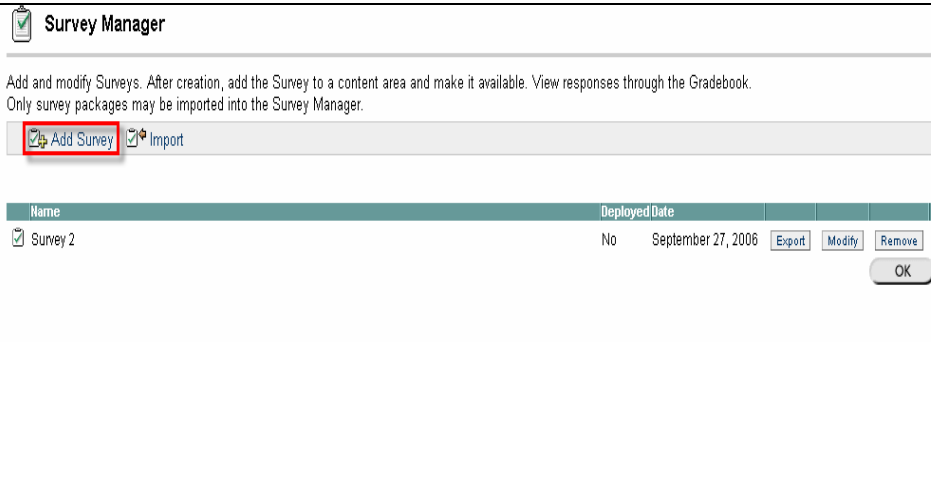 Survey Manager
Add and modify Surveys. After creation, add the Survey to a content area and make it available. View responses through the Gradebook.
Only survey packages may be imported into the Survey Manager.
Add Survey Import
Name Deployed Date
Survey 2 No September 27, 2006 Export Modify Remove
OK